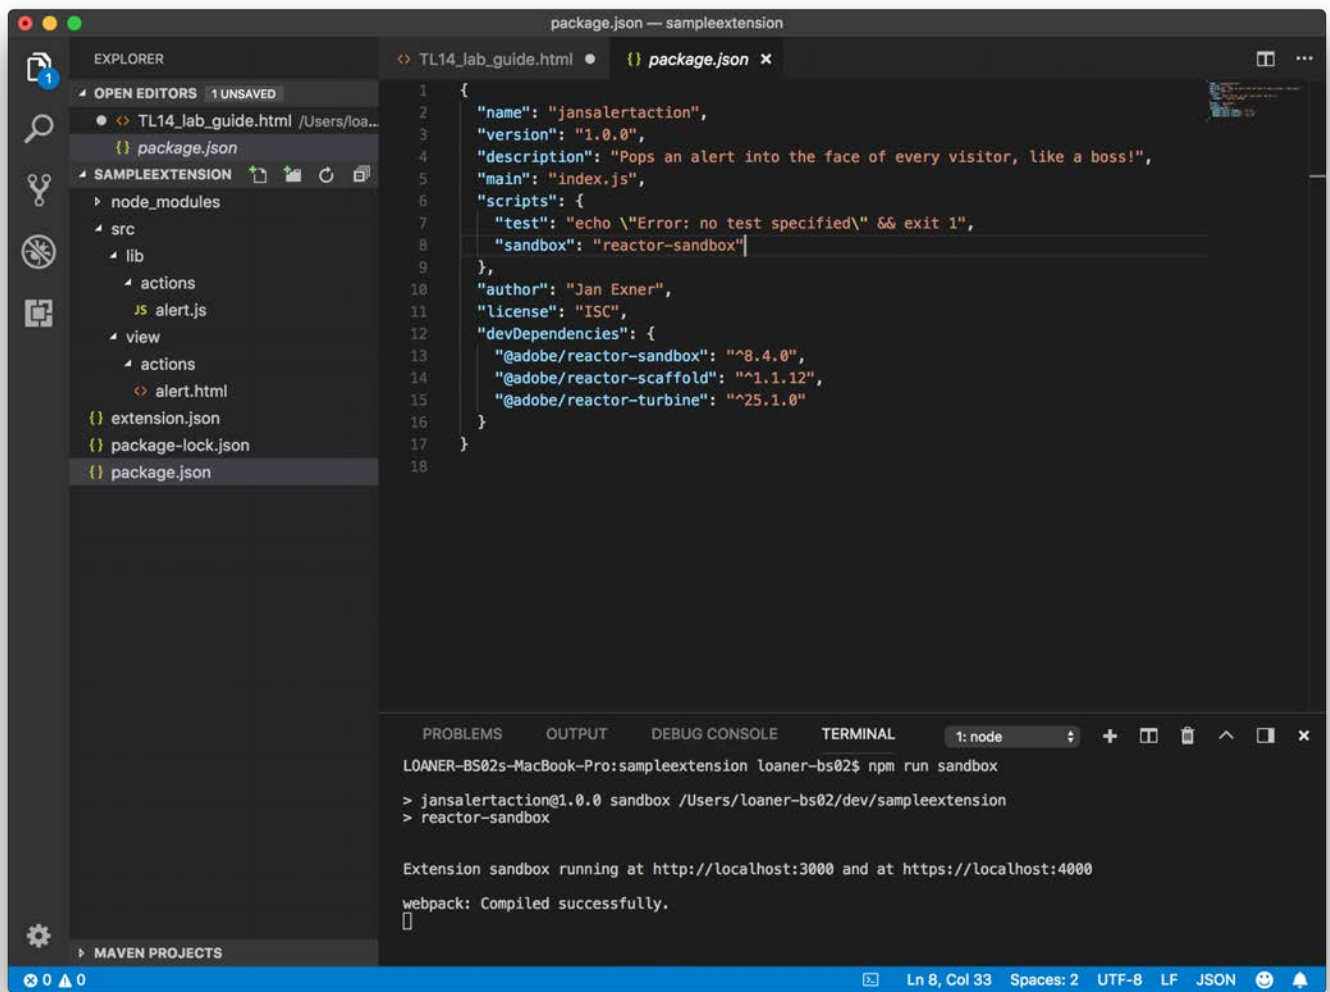 package.json — sampleextension
EXPLORER
OPEN EDITORS 1 UNSAVED
TL14_lab_guide.html /Users/loa...
package.json
SAMPLEEXTENSION
node_modules
src
lib
actions
JS alert.js
view
actions
<> alert.html
{} extension.json
{} package-lock.json
{} package.json
MAVEN PROJECTS
<> TL14_lab_guide.html
{} package.json
1 {
2 "name": "jansalertaction",
3 "version": "1.0.0",
4 "description": "Pops an alert into the face of every visitor, like a boss!",
5 "main": "index.js",
6 "scripts": {
7 "test": "echo \"Error: no test specified\" && exit 1",
8 "sandbox": "reactor-sandbox"
9 },
10 "author": "Jan Exner",
11 "license": "ISC",
12 "devDependencies": {
13 "@adobe/reactor-sandbox": "^8.4.0",
14 "@adobe/reactor-scaffold": "^1.1.12",
15 "@adobe/reactor-turbine": "^25.1.0"
16 }
17 }
18
PROBLEMS OUTPUT DEBUG CONSOLE TERMINAL 1: node
LOANER-BS02s-MacBook-Pro:sampleextension loaner-bs02$ npm run sandbox
> jansalertaction@1.0.0 sandbox /Users/loaner-bs02/dev/sampleextension
> reactor-sandbox
Extension sandbox running at http://localhost:3000 and at https://localhost:4000
webpack: Compiled successfully.
0 0 Ln 8, Col 33 Spaces: 2 UTF-8 LF JSON